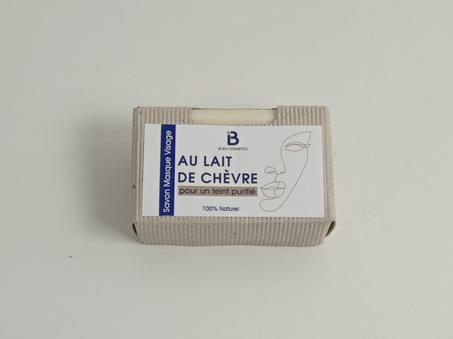 Savon Masque Visage
B
B BIO COSMETICS
AU LAIT
DE CHÈVRE
pour un teint purifié
100% Naturel